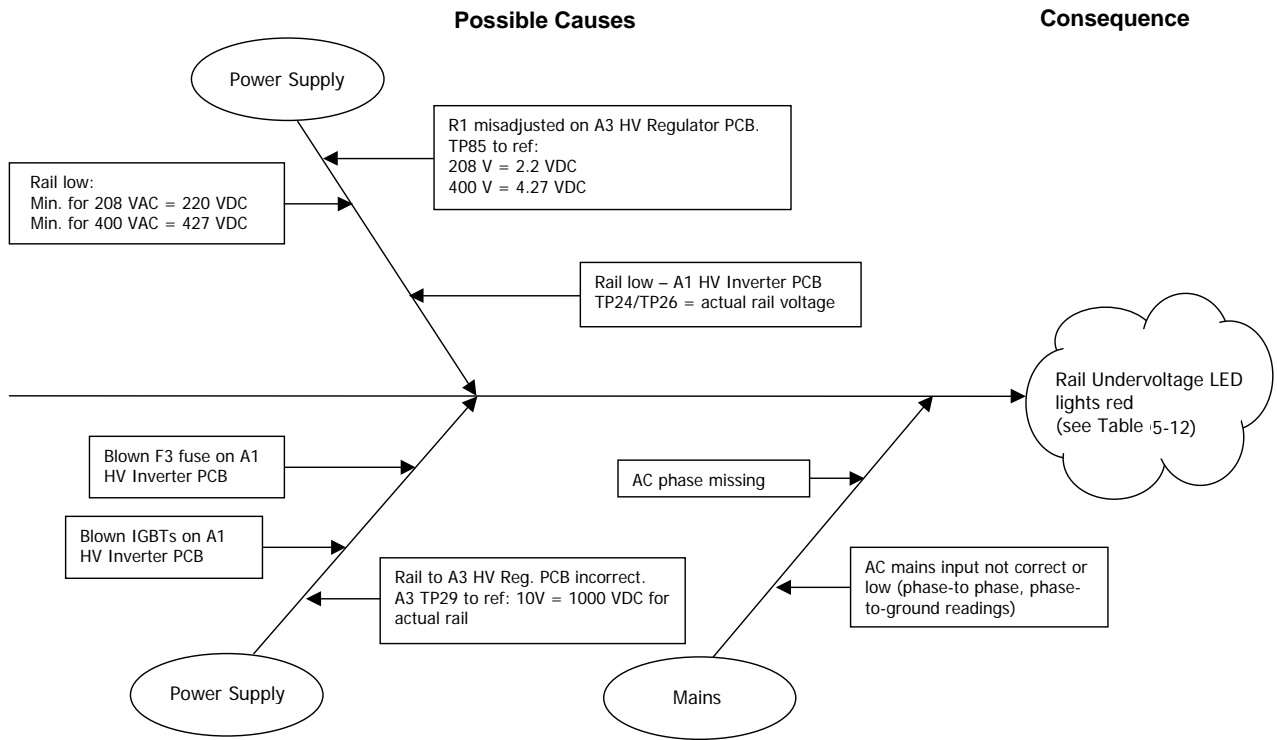 Possible Causes
Consequence
Power Supply
R1 misadjusted on A3 HV Regulator PCB.
TP85 to ref:
208 V = 2.2 VDC
400 V = 4.27 VDC
Rail low:
Min. for 208 VAC = 220 VDC
Min. for 400 VAC = 427 VDC
Rail low – A1 HV Inverter PCB
TP24/TP26 = actual rail voltage
Rail Undervoltage LED
lights red
(see Table 5-12)
Blown F3 fuse on A1
HV Inverter PCB
AC phase missing
Blown IGBTs on A1
HV Inverter PCB
Rail to A3 HV Reg. PCB incorrect.
A3 TP29 to ref: 10V = 1000 VDC for
actual rail
AC mains input not correct or
low (phase-to phase, phase-
to-ground readings)
Power Supply
Mains